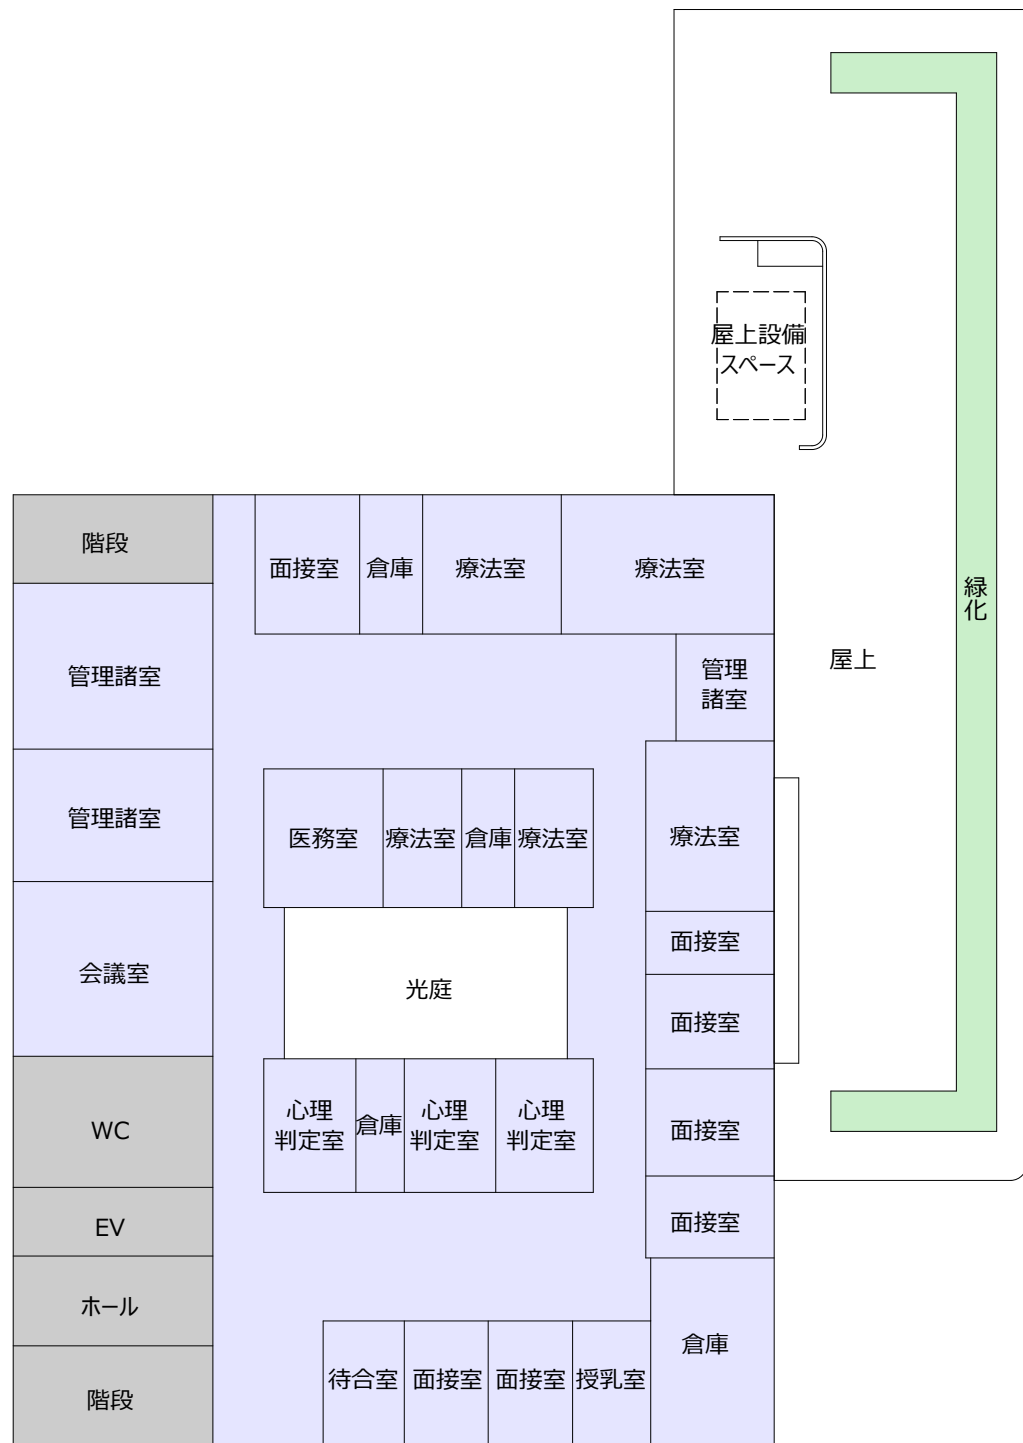 屋上設備
スペース
階段
面接室
倉庫
療法室
療法室
緑化
管理諸室
管理
諸室
屋上
管理諸室
医務室
療法室
倉庫
療法室
療法室
会議室
光庭
面接室
面接室
WC
心理
判定室
倉庫
心理
判定室
心理
判定室
面接室
EV
面接室
ホール
倉庫
階段
待合室
面接室
面接室
授乳室